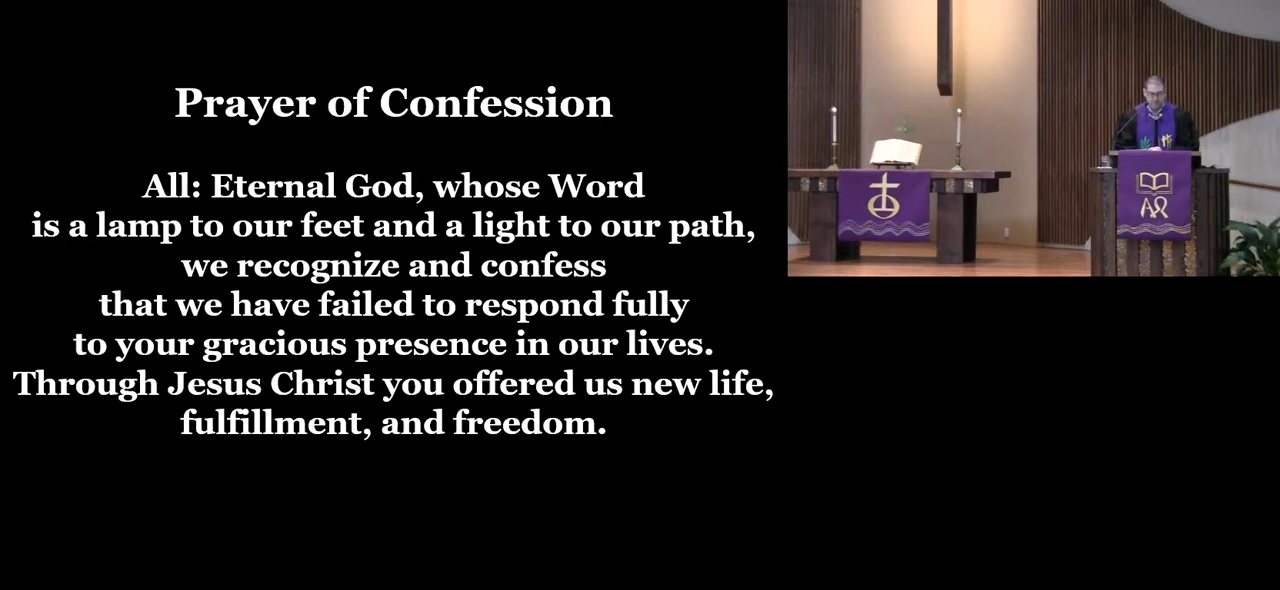 Prayer of Confession
All: Eternal God, whose Word
is a lamp to our feet and a light to our path,
we recognize and confess
that we have failed to respond fully
to your gracious presence in our lives.
Through Jesus Christ you offered us new life,
fulfillment, and freedom.
ΑΩ